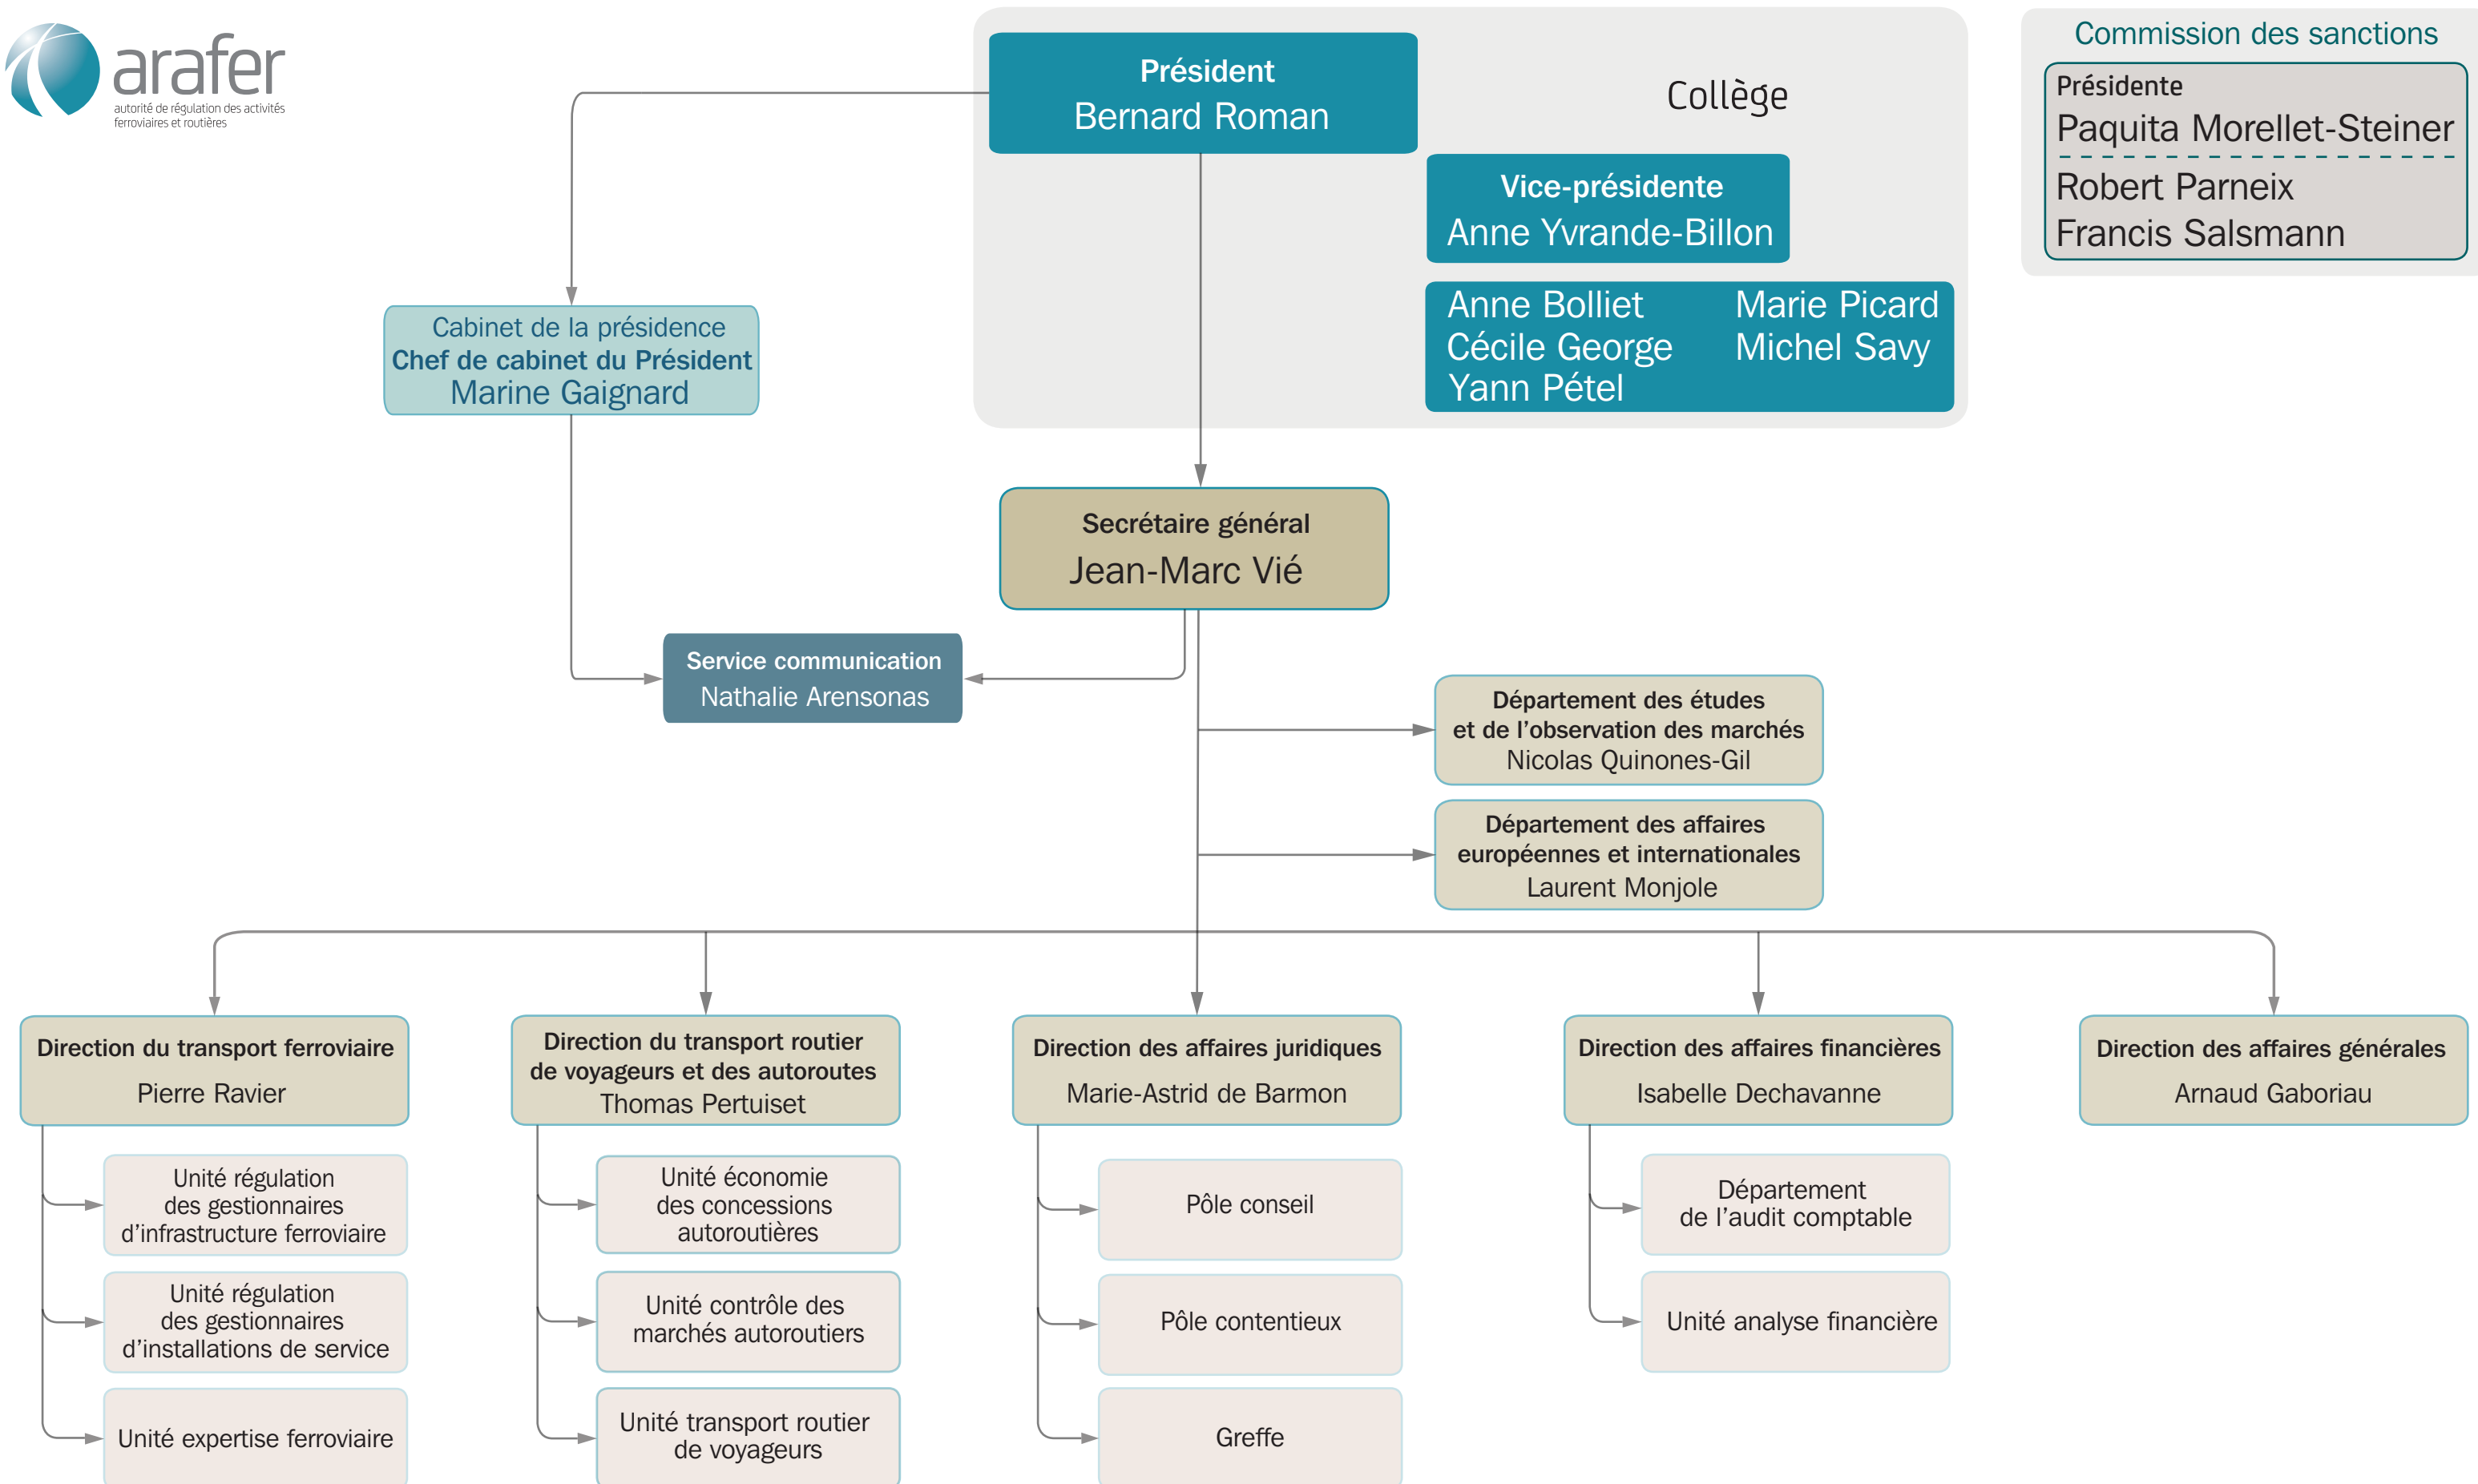 arafer
autorité de régulation des activités
ferroviaires et routières
Président
Bernard Roman
Collège
Vice-présidente
Anne Yvrande-Billon
Anne Bolliet
Marie Picard
Cécile George
Michel Savy
Yann Pétel
Commission des sanctions
Présidente
Paquita Morellet-Steiner
Robert Parneix
Francis Salsmann
Cabinet de la présidence
Chef de cabinet du Président
Marine Gaignard
Secrétaire général
Jean-Marc Vié
Service communication
Nathalie Arensonas
Département des études
et de l’observation des marchés
Nicolas Quinones-Gil
Département des affaires
européennes et internationales
Laurent Monjole
Direction du transport ferroviaire
Pierre Ravier
Unité régulation
des gestionnaires
d’infrastructure ferroviaire
Unité régulation
des gestionnaires
d’installations de service
Unité expertise ferroviaire
Direction du transport routier
de voyageurs et des autoroutes
Thomas Pertuiset
Unité économie
des concessions
autoroutières
Unité contrôle des
marchés autoroutiers
Unité transport routier
de voyageurs
Direction des affaires juridiques
Marie-Astrid de Barmon
Pôle conseil
Pôle contentieux
Greffe
Direction des affaires financières
Isabelle Dechavanne
Département
de l’audit comptable
Unité analyse financière
Direction des affaires générales
Arnaud Gaboriau